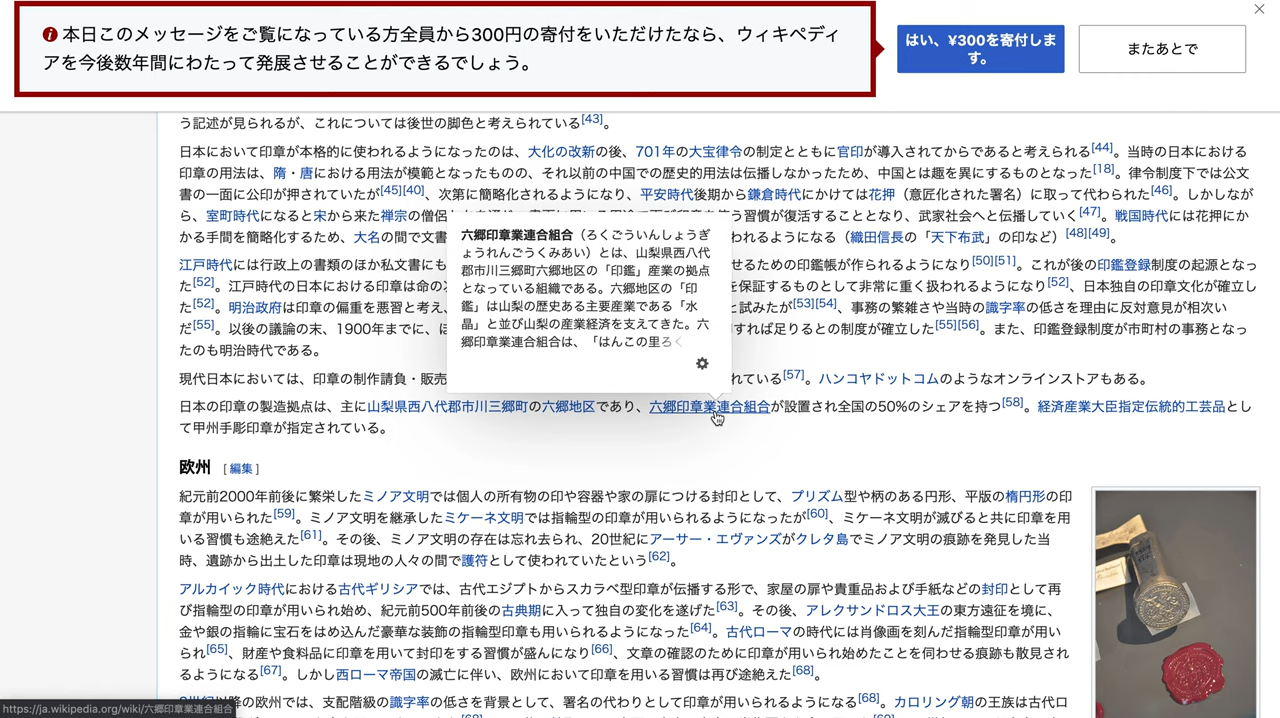 本日このメッセージをご覧になっている方全員から300円の寄付をいただけたなら、ウィキペディ
アを今後数年間にわたって発展させることができるでしょう。
はい、¥300を寄付しま
す。
またあとで
う記述が見られるが、これについては後世の脚色と考えられている[43]。
日本において印章が本格的に使われるようになったのは、大化の改新の後、701年の大宝律令の制定とともに官印が導入されてからであると考えられる[44]。当時の日本における
印章の用法は、隋・唐における用法が模範となったものの、それ以前の中国での歴史的用法は伝播しなかったため、中国とは趣を異にするものとなった[18]。律令制度下では公文
書の一面に公印が押されていたが[45][40]、次第に簡略化されるようになり、平安時代後期から鎌倉時代にかけては花押（意匠化された署名）に取って代わられた[46]。しかしなが
ら、室町時代になると宋から来た禅宗の僧侶 う習慣が復活することとなり、武家社会へと伝播していく[47]。戦国時代には花押にか
かる手間を簡略化するため、大名の間で文書 われるようになる（織田信長の「天下布武」の印など）[48][49]。
江戸時代には行政上の書類のほか私文書にも せるための印鑑帳が作られるようになり[50][51]。これが後の印鑑登録制度の起源となっ
た[52]。江戸時代の日本における印章は命の を保証するものとして非常に重く扱われるようになり[52]、日本独自の印章文化が確立し
た[52]。明治政府は印章の偏重を悪習と考え、 と試みたが[53][54]、事務の繁雑さや当時の識字率の低さを理由に反対意見が相次い
だ[55]。以後の議論の末、1900年までに、ほ すれば足りるとの制度が確立した[55][56]。また、印鑑登録制度が市町村の事務となっ
たのも明治時代である。
現代日本においては、印章の制作請負・販売 れている[57]。ハンコヤドットコムのようなオンラインストアもある。
日本の印章の製造拠点は、主に山梨県西八代郡市川三郷町の六郷地区であり、六郷印章業連合組合が設置され全国の50%のシェアを持つ[58]。経済産業大臣指定伝統的工芸品とし
て甲州手彫印章が指定されている。
六郷印章業連合組合（ろくごういんしょうぎ
ょうれんごうくみあい）とは、山梨県西八代
郡市川三郷町六郷地区の「印鑑」産業の拠点
となっている組織である。六郷地区の「印
鑑」は山梨の歴史ある主要産業である「水
晶」と並び山梨の産業経済を支えてきた。六
郷印章業連合組合は、「はんこの里ろく
欧州 [編集]
紀元前2000年前後に繁栄したミノア文明では個人の所有物の印や容器や家の扉につける封印として、プリズム型や柄のある円形、平版の楕円形の印
章が用いられた[59]。ミノア文明を継承したミケーネ文明では指輪型の印章が用いられるようになったが[60]、ミケーネ文明が滅びると共に印章を用
いる習慣も途絶えた[61]。その後、ミノア文明の存在は忘れ去られ、20世紀にアーサー・エヴァンズがクレタ島でミノア文明の痕跡を発見した当
時、遺跡から出土した印章は現地の人々の間で護符として使われていたという[62]。
アルカイック時代における古代ギリシアでは、古代エジプトからスカラベ型印章が伝播する形で、家屋の扉や貴重品および手紙などの封印として再
び指輪型の印章が用いられ始め、紀元前500年前後の古典期に入って独自の変化を遂げた[63]。その後、アレクサンドロス大王の東方遠征を境に、
金や銀の指輪に宝石をはめ込んだ豪華な装飾の指輪型印章も用いられるようになった[64]。古代ローマの時代には肖像画を刻んだ指輪型印章が用い
られ[65]、財産や食料品に印章を用いて封印をする習慣が盛んになり[66]、文章の確認のために印章が用いられ始めたことを伺わせる痕跡も散見され
るようになる[67]。しかし西ローマ帝国の滅亡に伴い、欧州において印章を用いる習慣は再び途絶えた[68]。
以降の欧州では、支配階級の識字率の低さを背景として、署名の代わりとして印章が用いられるようになる[68]。カロリング朝の王族は古代ロ
https://ja.wikipedia.org/wiki/六郷印章業連合組合